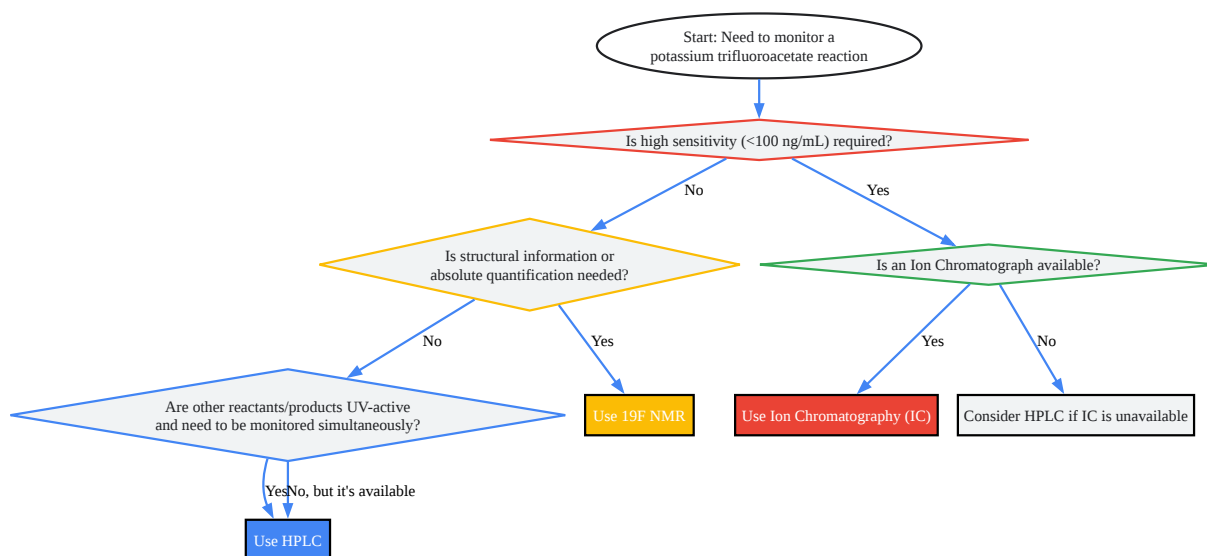 Start: Need to monitor a
potassium trifluoroacetate reaction
Is high sensitivity (<100 ng/mL) required?
No
Yes
Is structural information or
absolute quantification needed?
Is an Ion Chromatograph available?
No
Yes
Yes
No
Are other reactants/products UV-active
and need to be monitored simultaneously?
Use 19F NMR
Use Ion Chromatography (IC)
Consider HPLC if IC is unavailable
Yes
No, but it's available
Use HPLC